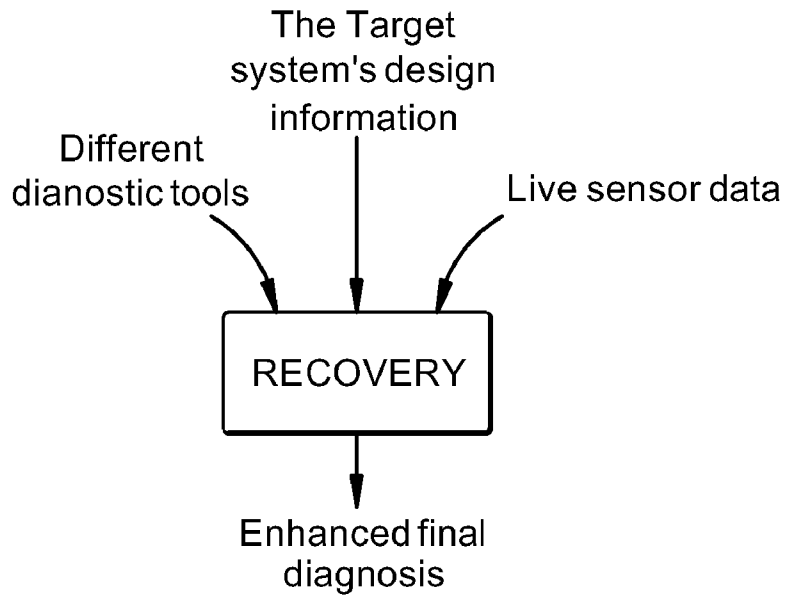 The Target
system's design
information
Different
dianostic tools
Live sensor data
RECOVERY
Enhanced final
diagnosis